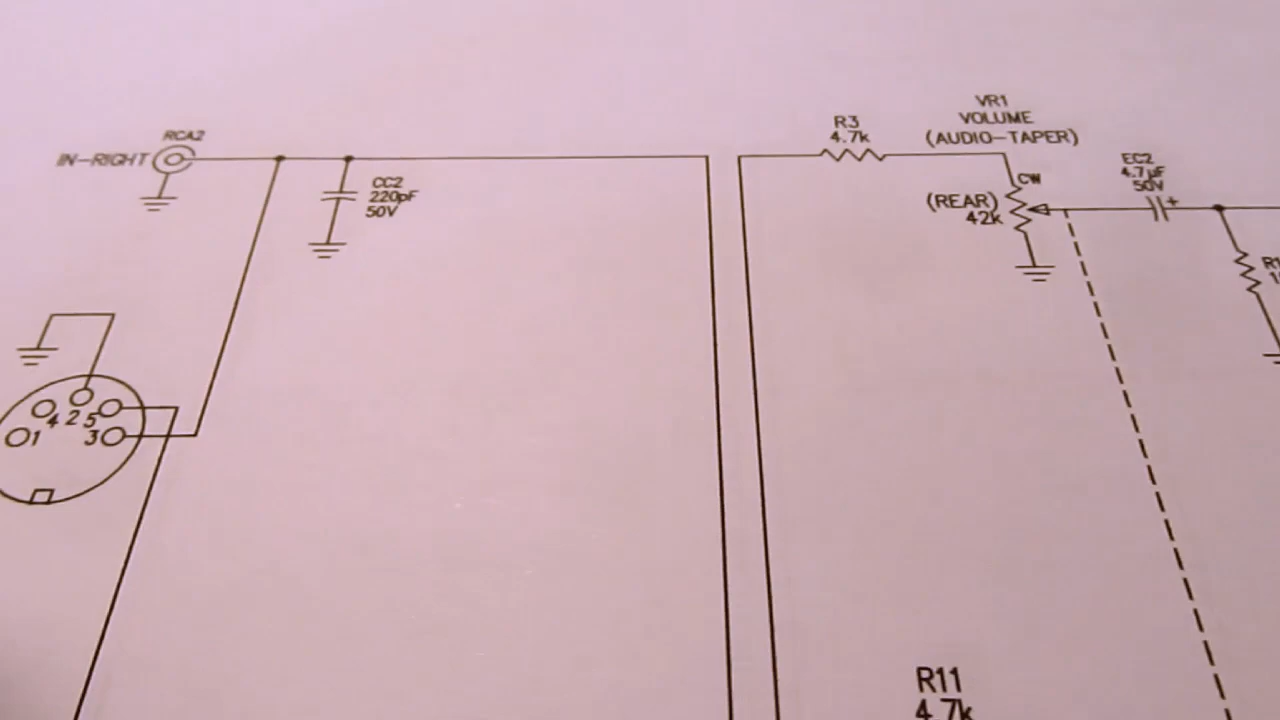 RCA2
IN-RIGHT
CC2
220pF
50V
R3
4.7k
VR1
VOLUME
(AUDIO-TAPER)
CW
(REAR)
42k
EC2
4.7µF
50V
+
4 2 5
1 3
R11
4.7k